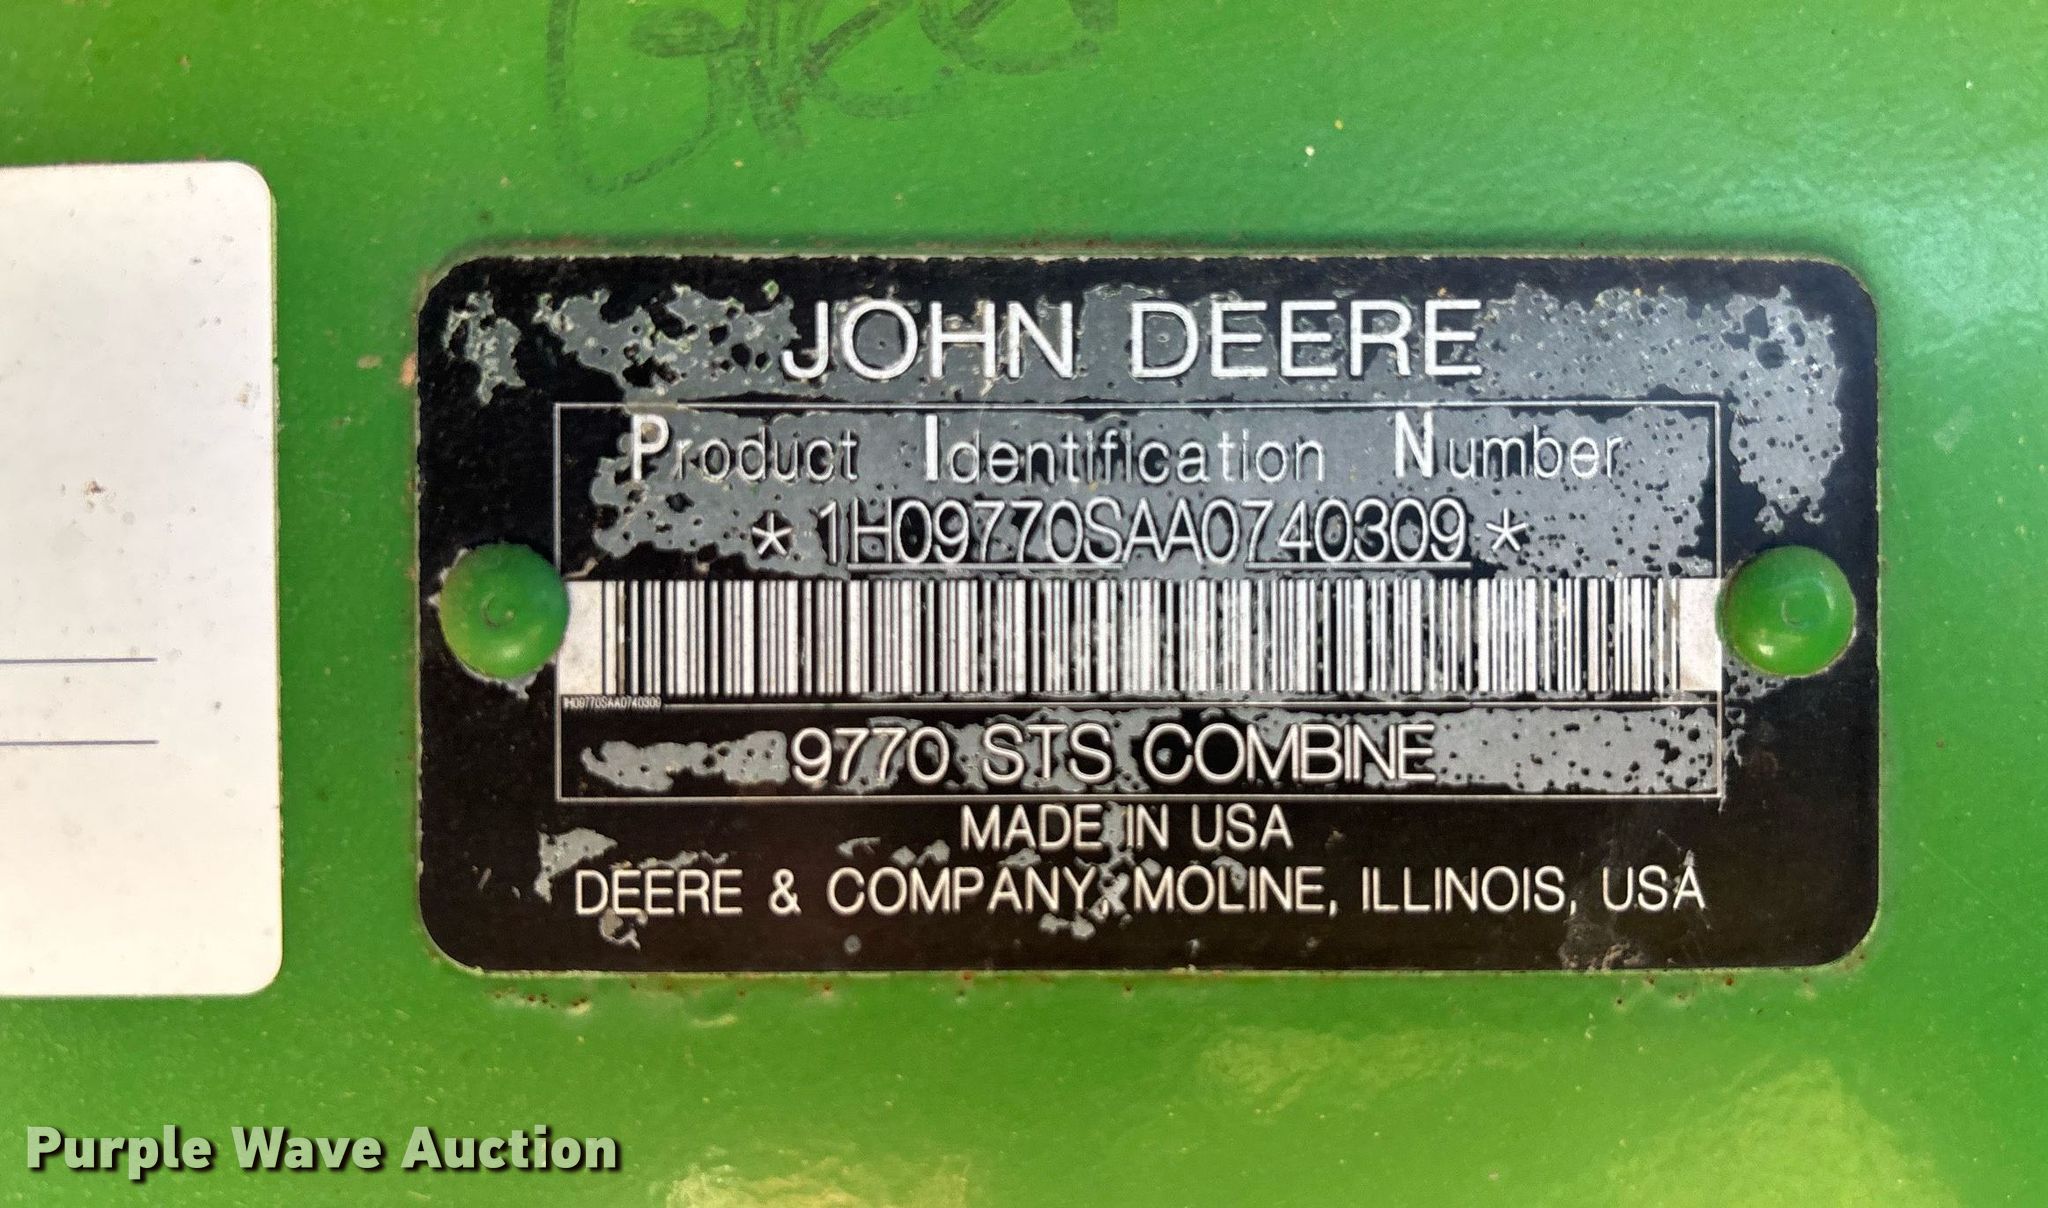 JOHN DEERE
Product Identification Number
* 1H09770SAA0740309 *
1H09770SAA0740309
9770 STS COMBINE
MADE IN USA
DEERE & COMPANY, MOLINE, ILLINOIS, USA
Purple Wave Auction